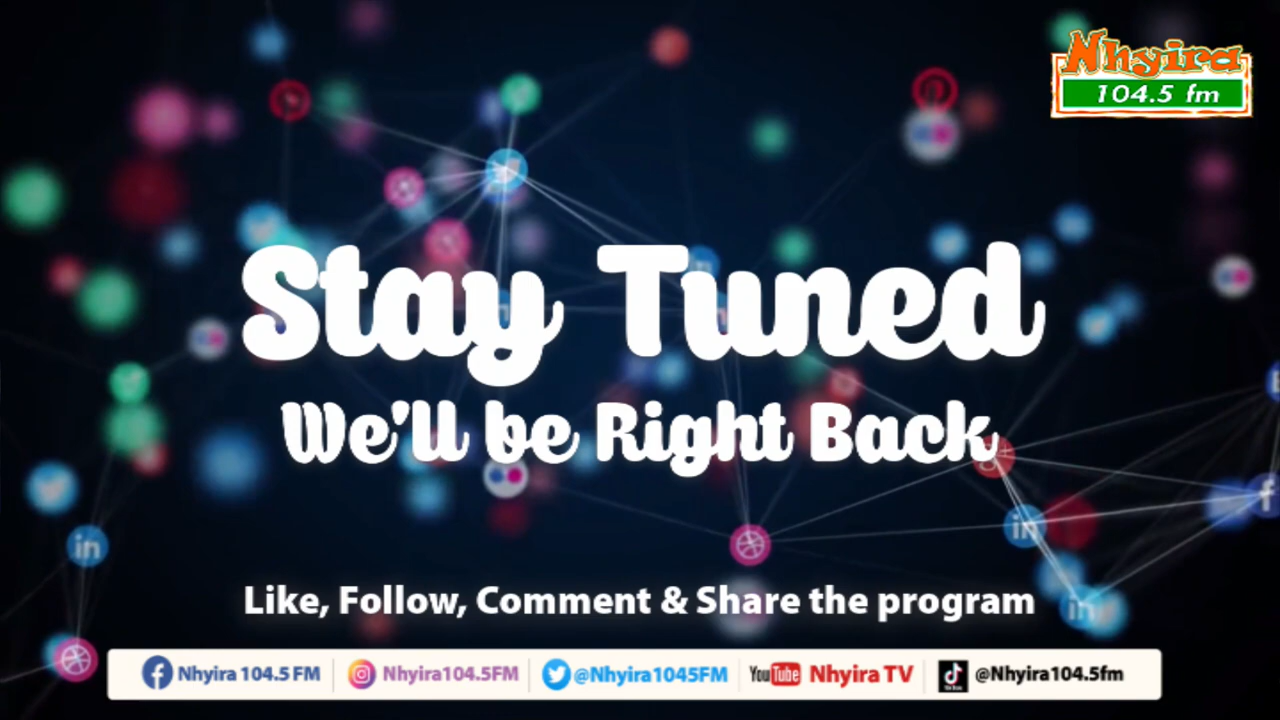 Nhyira
104.5 fm
Stay Tuned
We'll be Right Back
Like, Follow, Comment & Share the program
Nhyira 104.5 FM Nhyira104.5FM @Nhyira1045FM YouTube Nhyira TV @Nhyira104.5fm